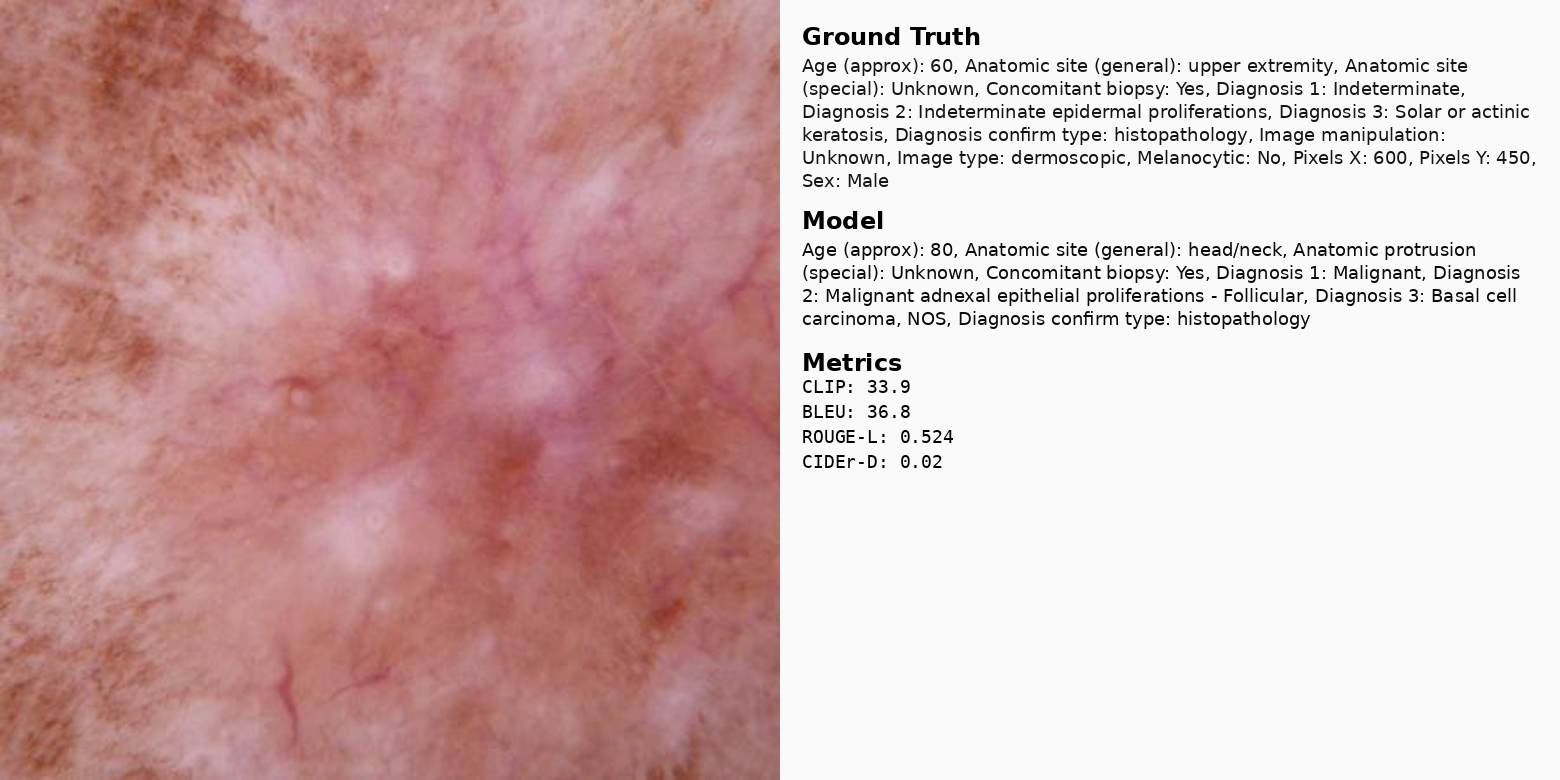 Ground Truth
Age (approx): 60, Anatomic site (general): upper extremity, Anatomic site
(special): Unknown, Concomitant biopsy: Yes, Diagnosis 1: Indeterminate,
Diagnosis 2: Indeterminate epidermal proliferations, Diagnosis 3: Solar or actinic
keratosis, Diagnosis confirm type: histopathology, Image manipulation:
Unknown, Image type: dermoscopic, Melanocytic: No, Pixels X: 600, Pixels Y: 450,
Sex: Male
Model
Age (approx): 80, Anatomic site (general): head/neck, Anatomic protrusion
(special): Unknown, Concomitant biopsy: Yes, Diagnosis 1: Malignant, Diagnosis
2: Malignant adnexal epithelial proliferations - Follicular, Diagnosis 3: Basal cell
carcinoma, NOS, Diagnosis confirm type: histopathology
Metrics
CLIP: 33.9
BLEU: 36.8
ROUGE-L: 0.524
CIDEr-D: 0.02